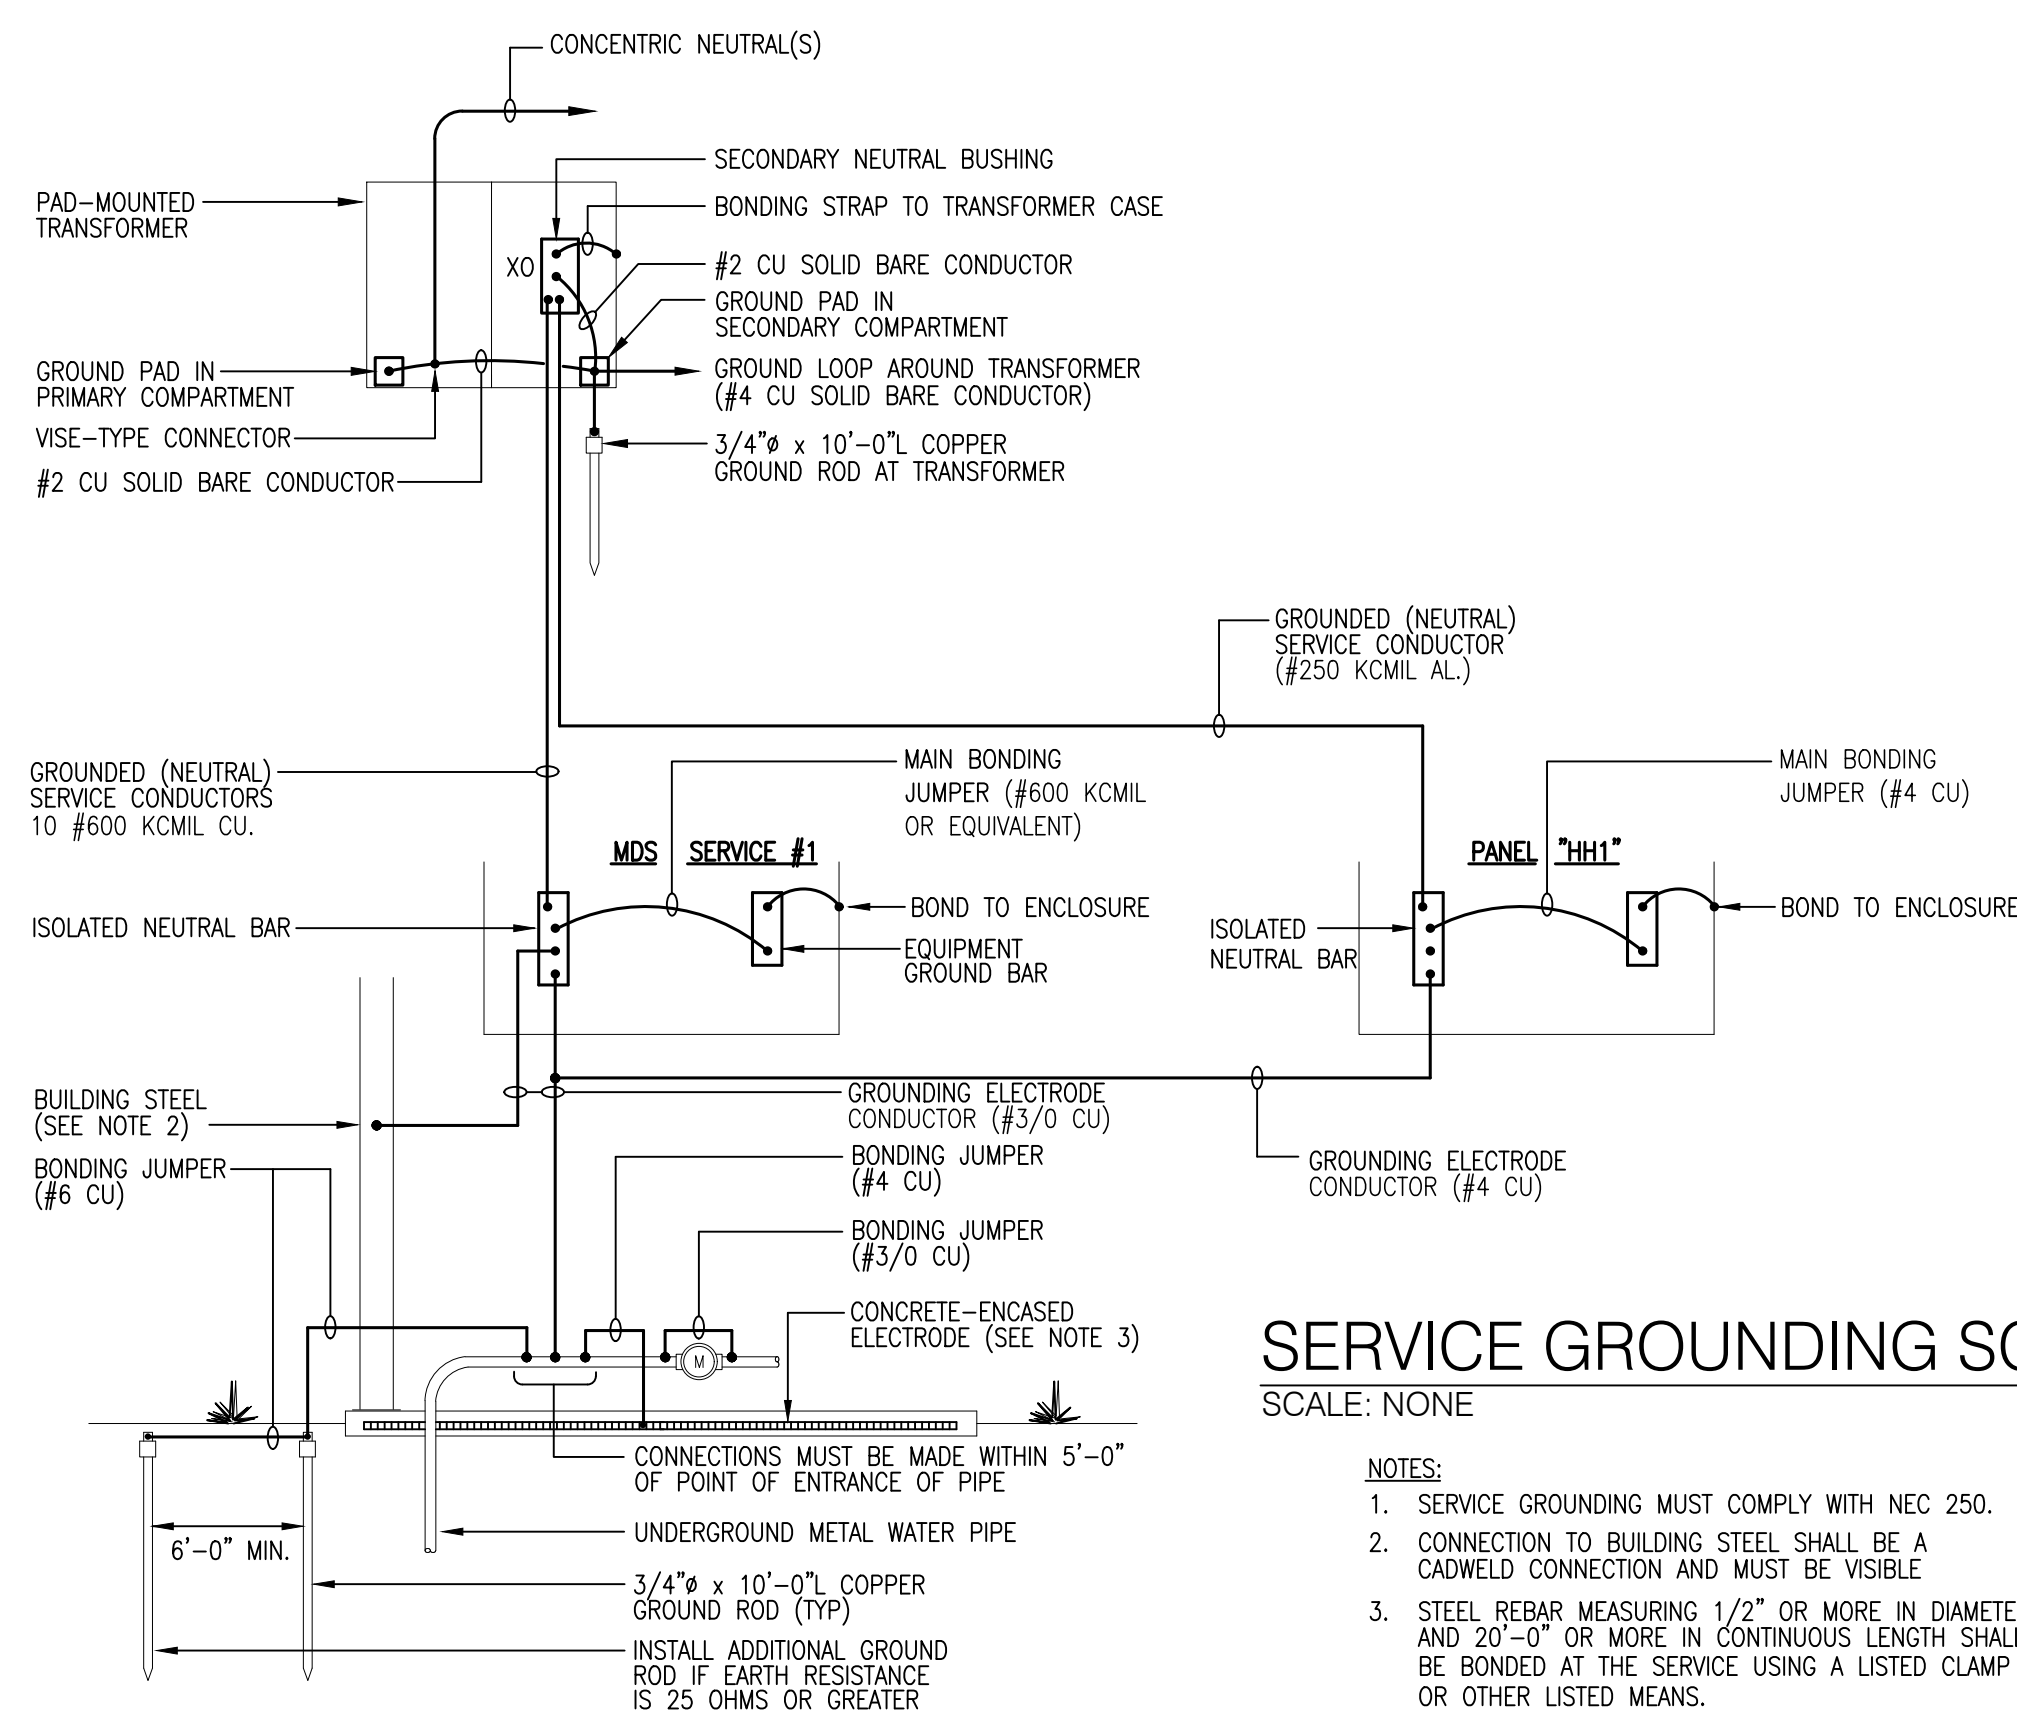 CONCENTRIC NEUTRAL(S)
SECONDARY NEUTRAL BUSHING
PAD-MOUNTED
TRANSFORMER
BONDING STRAP TO TRANSFORMER CASE
XO
#2 CU SOLID BARE CONDUCTOR
GROUND PAD IN
SECONDARY COMPARTMENT
GROUND PAD IN
PRIMARY COMPARTMENT
GROUND LOOP AROUND TRANSFORMER
(#4 CU SOLID BARE CONDUCTOR)
VISE-TYPE CONNECTOR
3/4"ø x 10'-0"L COPPER
GROUND ROD AT TRANSFORMER
#2 CU SOLID BARE CONDUCTOR
GROUNDED (NEUTRAL)
SERVICE CONDUCTOR
(#250 KCMIL AL.)
GROUNDED (NEUTRAL)
SERVICE CONDUCTORS
10 #600 KCMIL CU.
MAIN BONDING
JUMPER (#600 KCMIL
OR EQUIVALENT)
MAIN BONDING
JUMPER (#4 CU)
MDS SERVICE #1
PANEL "HH1"
ISOLATED NEUTRAL BAR
BOND TO ENCLOSURE
EQUIPMENT
GROUND BAR
ISOLATED
NEUTRAL BAR
BOND TO ENCLOSURE
BUILDING STEEL
(SEE NOTE 2)
GROUNDING ELECTRODE
CONDUCTOR (#3/0 CU)
BONDING JUMPER
(#6 CU)
BONDING JUMPER
(#4 CU)
GROUNDING ELECTRODE
CONDUCTOR (#4 CU)
BONDING JUMPER
(#3/0 CU)
CONCRETE-ENCASED
ELECTRODE (SEE NOTE 3)
M
CONNECTIONS MUST BE MADE WITHIN 5'-0"
OF POINT OF ENTRANCE OF PIPE
UNDERGROUND METAL WATER PIPE
6'-0" MIN.
3/4"ø x 10'-0"L COPPER
GROUND ROD (TYP)
INSTALL ADDITIONAL GROUND
ROD IF EARTH RESISTANCE
IS 25 OHMS OR GREATER
SERVICE GROUNDING
SCALE: NONE
NOTES:
1. SERVICE GROUNDING MUST COMPLY WITH NEC 250.
2. CONNECTION TO BUILDING STEEL SHALL BE A
CADWELD CONNECTION AND MUST BE VISIBLE
3. STEEL REBAR MEASURING 1/2" OR MORE IN DIAMETE
AND 20'-0" OR MORE IN CONTINUOUS LENGTH SHAL
BE BONDED AT THE SERVICE USING A LISTED CLAMP
OR OTHER LISTED MEANS.